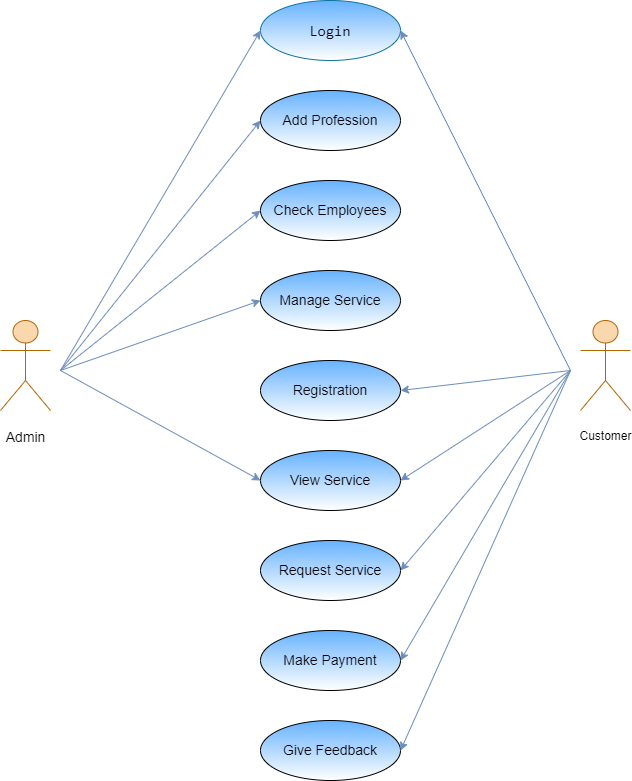 Login
Add Profession
Check Employees
Manage Service
Registration
Admin
Customer
View Service
Request Service
Make Payment
Give Feedback